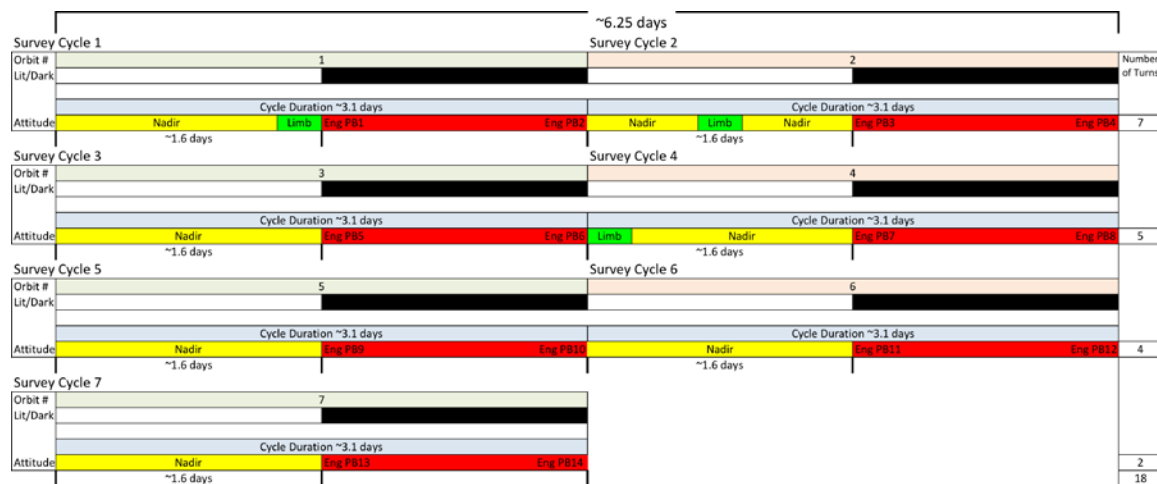 ~6.25 days
Survey Cycle 1 Survey Cycle 2
Orbit # 1 2 Number
Lit/Dark of Turns
Cycle Duration ~3.1 days Cycle Duration ~3.1 days
Attitude Nadir Limb Eng PB1 Eng PB2 Nadir Limb Nadir Eng PB3 Eng PB4 7
~1.6 days ~1.6 days
Survey Cycle 3 Survey Cycle 4
Orbit # 3 4
Lit/Dark
Cycle Duration ~3.1 days Cycle Duration ~3.1 days
Attitude Nadir Eng PB5 Eng PB6 Limb Nadir Eng PB7 Eng PB8 5
~1.6 days ~1.6 days
Survey Cycle 5 Survey Cycle 6
Orbit # 5 6
Lit/Dark
Cycle Duration ~3.1 days Cycle Duration ~3.1 days
Attitude Nadir Eng PB9 Eng PB10 Nadir Eng PB11 Eng PB12 4
~1.6 days ~1.6 days
Survey Cycle 7
Orbit # 7
Lit/Dark
Cycle Duration ~3.1 days
Attitude Nadir Eng PB13 Eng PB14 2
~1.6 days 18